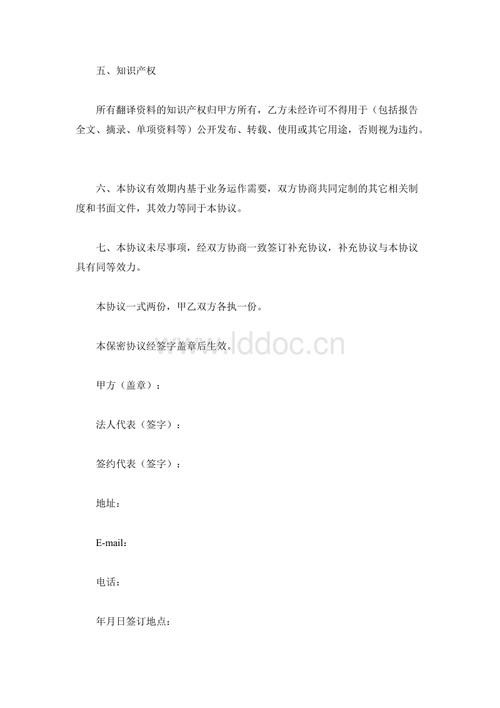 五、知识产权
所有翻译资料的知识产权归甲方所有，乙方未经许可不得用于（包括报告
全文、摘录、单项资料等）公开发布、转载、使用或其它用途，否则视为违约。
六、本协议有效期内基于业务运作需要，双方协商共同定制的其它相关制
度和书面文件，其效力等同于本协议。
七、本协议未尽事项，经双方协商一致签订补充协议，补充协议与本协议
具有同等效力。
本协议一式两份，甲乙双方各执一份。
www.lddoc.cn
本保密协议经签字盖章后生效。
甲方（盖章）：
法人代表（签字）：
签约代表（签字）：
地址：
E-mail：
电话：
年月日签订地点：